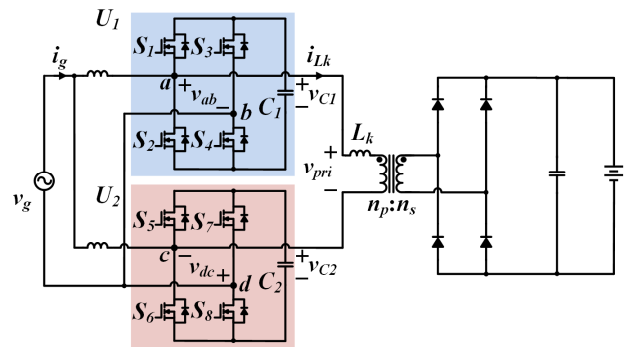 U1
ig
S1
S3
iLk
a
+
vab
−
b
C1
+
vC1
−
S2
S4
Lk
+
vpri
−
np:ns
vg
U2
S5
S7
c
−
vdc
+
d
C2
+
vC2
−
S6
S8